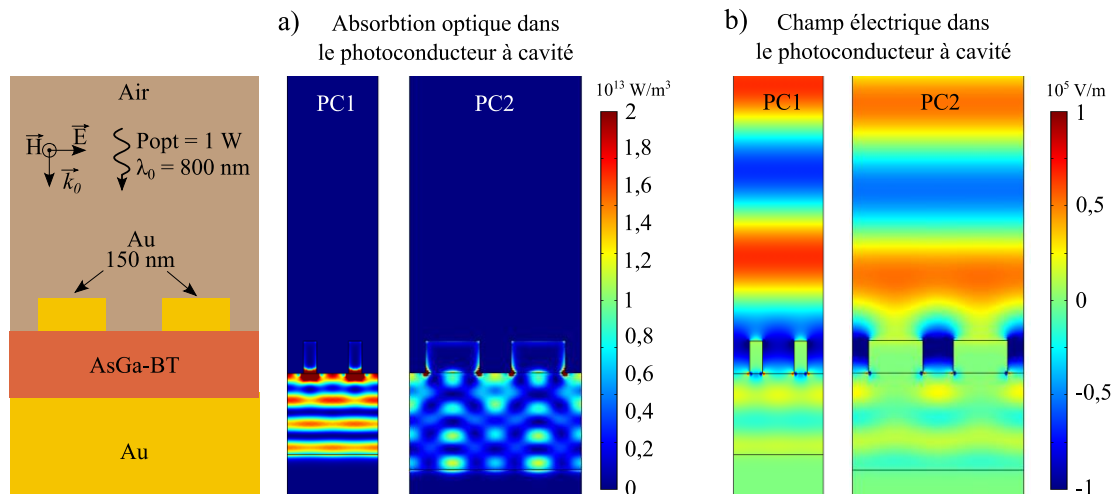 a) Absorbtion optique dans
le photoconducteur à cavité
b) Champ électrique dans
le photoconducteur à cavité
Air
H E
k0
Popt = 1 W
λ0 = 800 nm
Au
150 nm
AsGa-BT
Au
PC1 PC2
10^13 W/m³
2
1,8
1,6
1,4
1,2
1
0,8
0,6
0,4
0,2
0
PC1 PC2
10^5 V/m
1
0,5
0
-0,5
-1